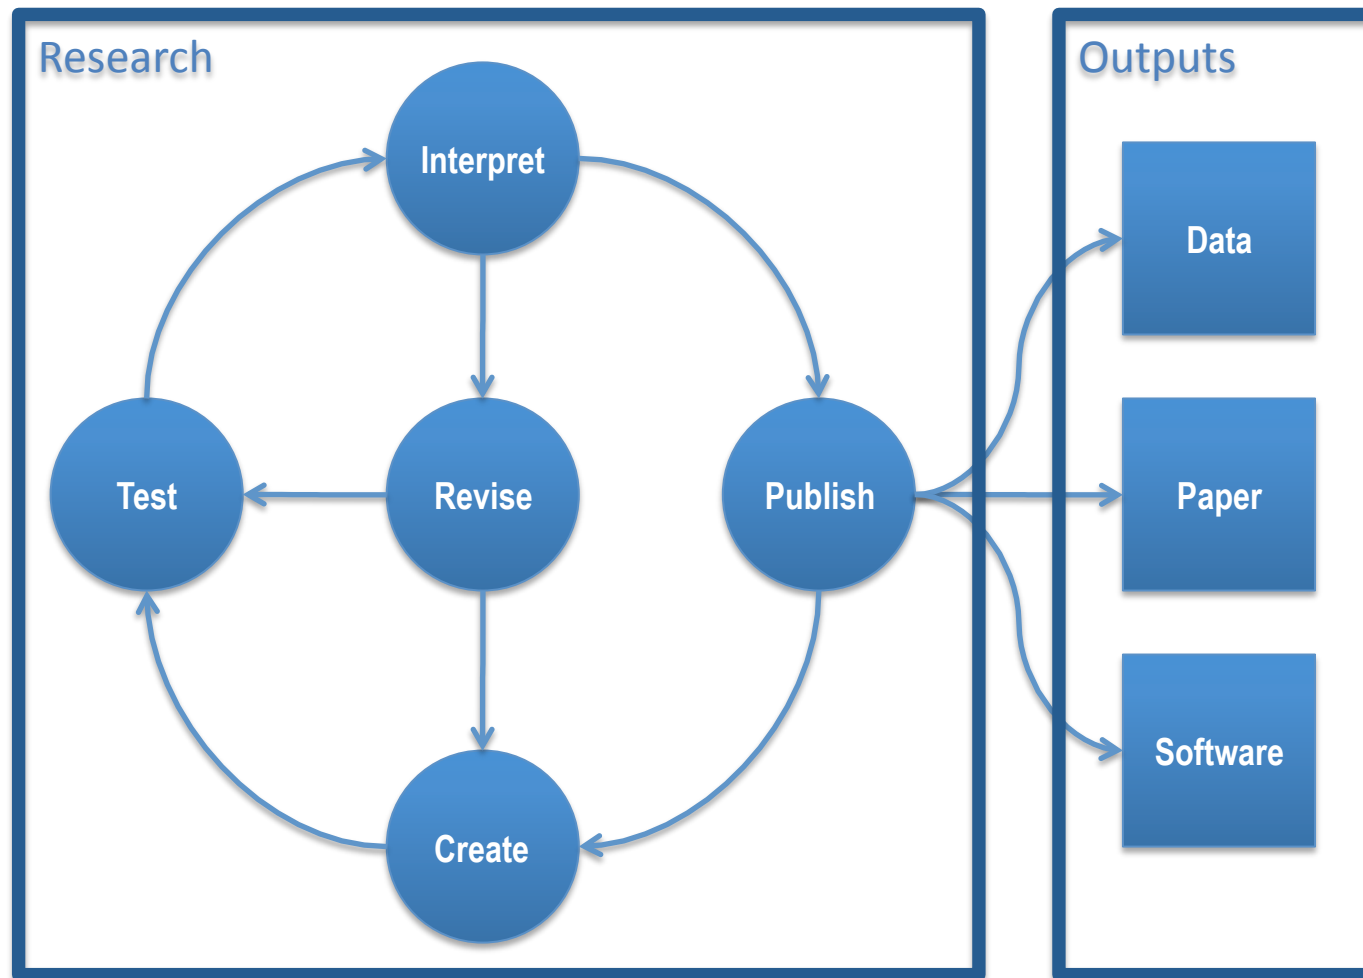 Research
Outputs
Interpret
Data
Test
Revise
Publish
Paper
Software
Create